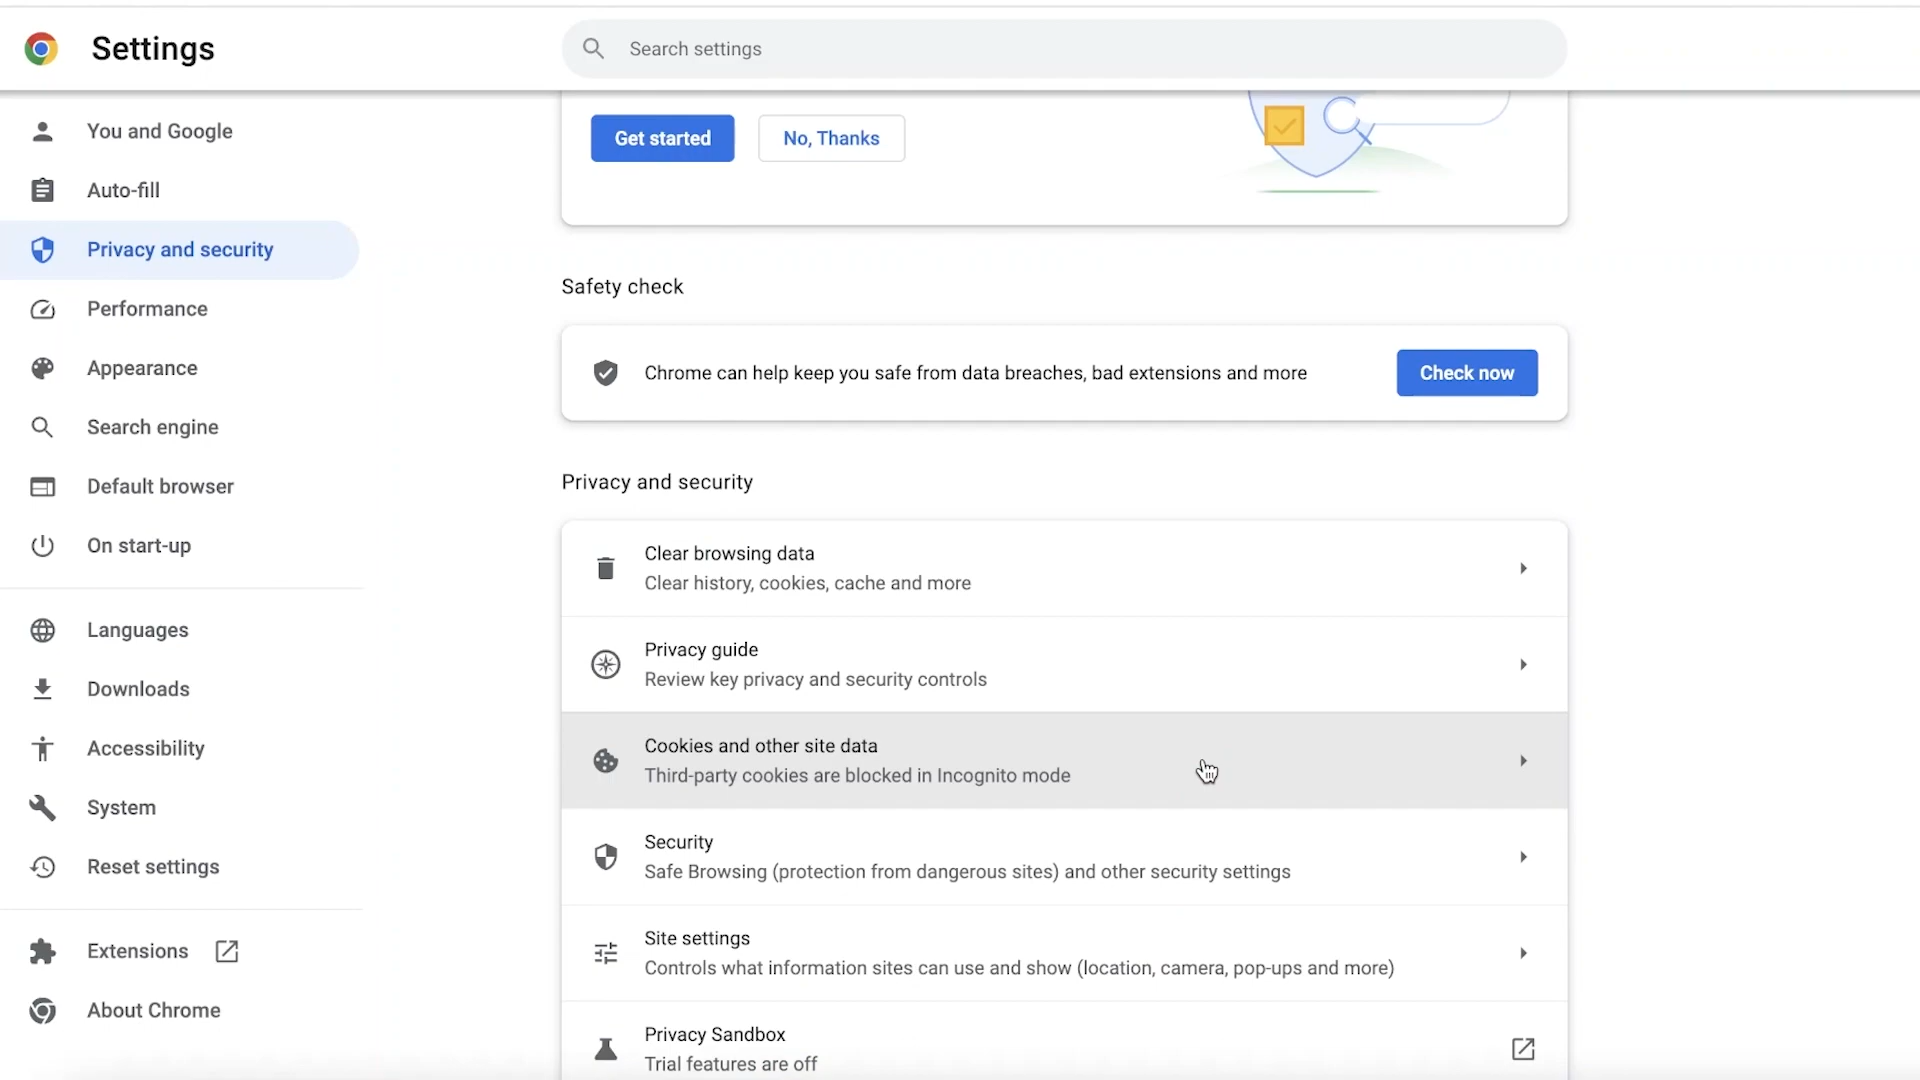 Settings
Search settings
You and Google
Auto-fill
Privacy and security
Performance
Appearance
Search engine
Default browser
On start-up
Languages
Downloads
Accessibility
System
Reset settings
Extensions
About Chrome
Get started
No, Thanks
Safety check
Chrome can help keep you safe from data breaches, bad extensions and more
Check now
Privacy and security
Clear browsing data
Clear history, cookies, cache and more
Privacy guide
Review key privacy and security controls
Cookies and other site data
Third-party cookies are blocked in Incognito mode
Security
Safe Browsing (protection from dangerous sites) and other security settings
Site settings
Controls what information sites can use and show (location, camera, pop-ups and more)
Privacy Sandbox
Trial features are off